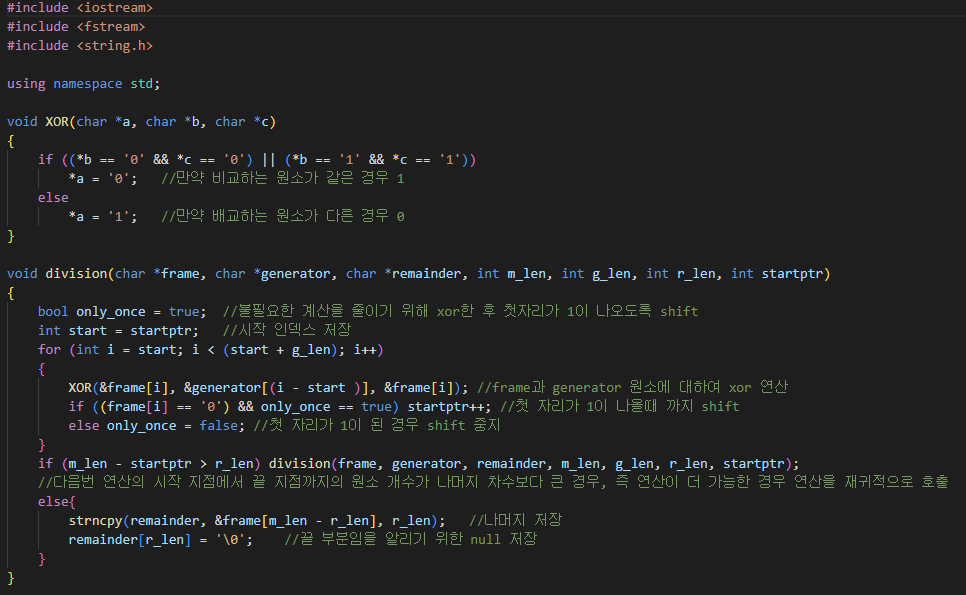 #include <iostream>
#include <fstream>
#include <string.h>
using namespace std;
void XOR(char *a, char *b, char *c)
{
if ((*b == '0' && *c == '0') || (*b == '1' && *c == '1'))
*a = '0'; //만약 비교하는 원소가 같은 경우 1
else
*a = '1'; //만약 배교하는 원소가 다른 경우 0
}
void division(char *frame, char *generator, char *remainder, int m_len, int g_len, int r_len, int startptr)
{
bool only_once = true; //불필요한 계산을 줄이기 위해 xor한 후 첫자리가 1이 나오도록 shift
int start = startptr; //시작 인덱스 저장
for (int i = start; i < (start + g_len); i++)
{
XOR(&frame[i], &generator[(i - start )], &frame[i]); //frame과 generator 원소에 대하여 xor 연산
if ((frame[i] == '0') && only_once == true) startptr++; //첫 자리가 1이 나올때 까지 shift
else only_once = false; //첫 자리가 1이 된 경우 shift 중지
}
if (m_len - startptr > r_len) division(frame, generator, remainder, m_len, g_len, r_len, startptr);
//다음번 연산의 시작 지점에서 끝 지점까지의 원소 개수가 나머지 차수보다 큰 경우, 즉 연산이 더 가능한 경우 연산을 재귀적으로 호출
else{
strncpy(remainder, &frame[m_len - r_len], r_len); //나머지 저장
remainder[r_len] = '\0'; //끝 부분임을 알리기 위한 null 저장
}
}